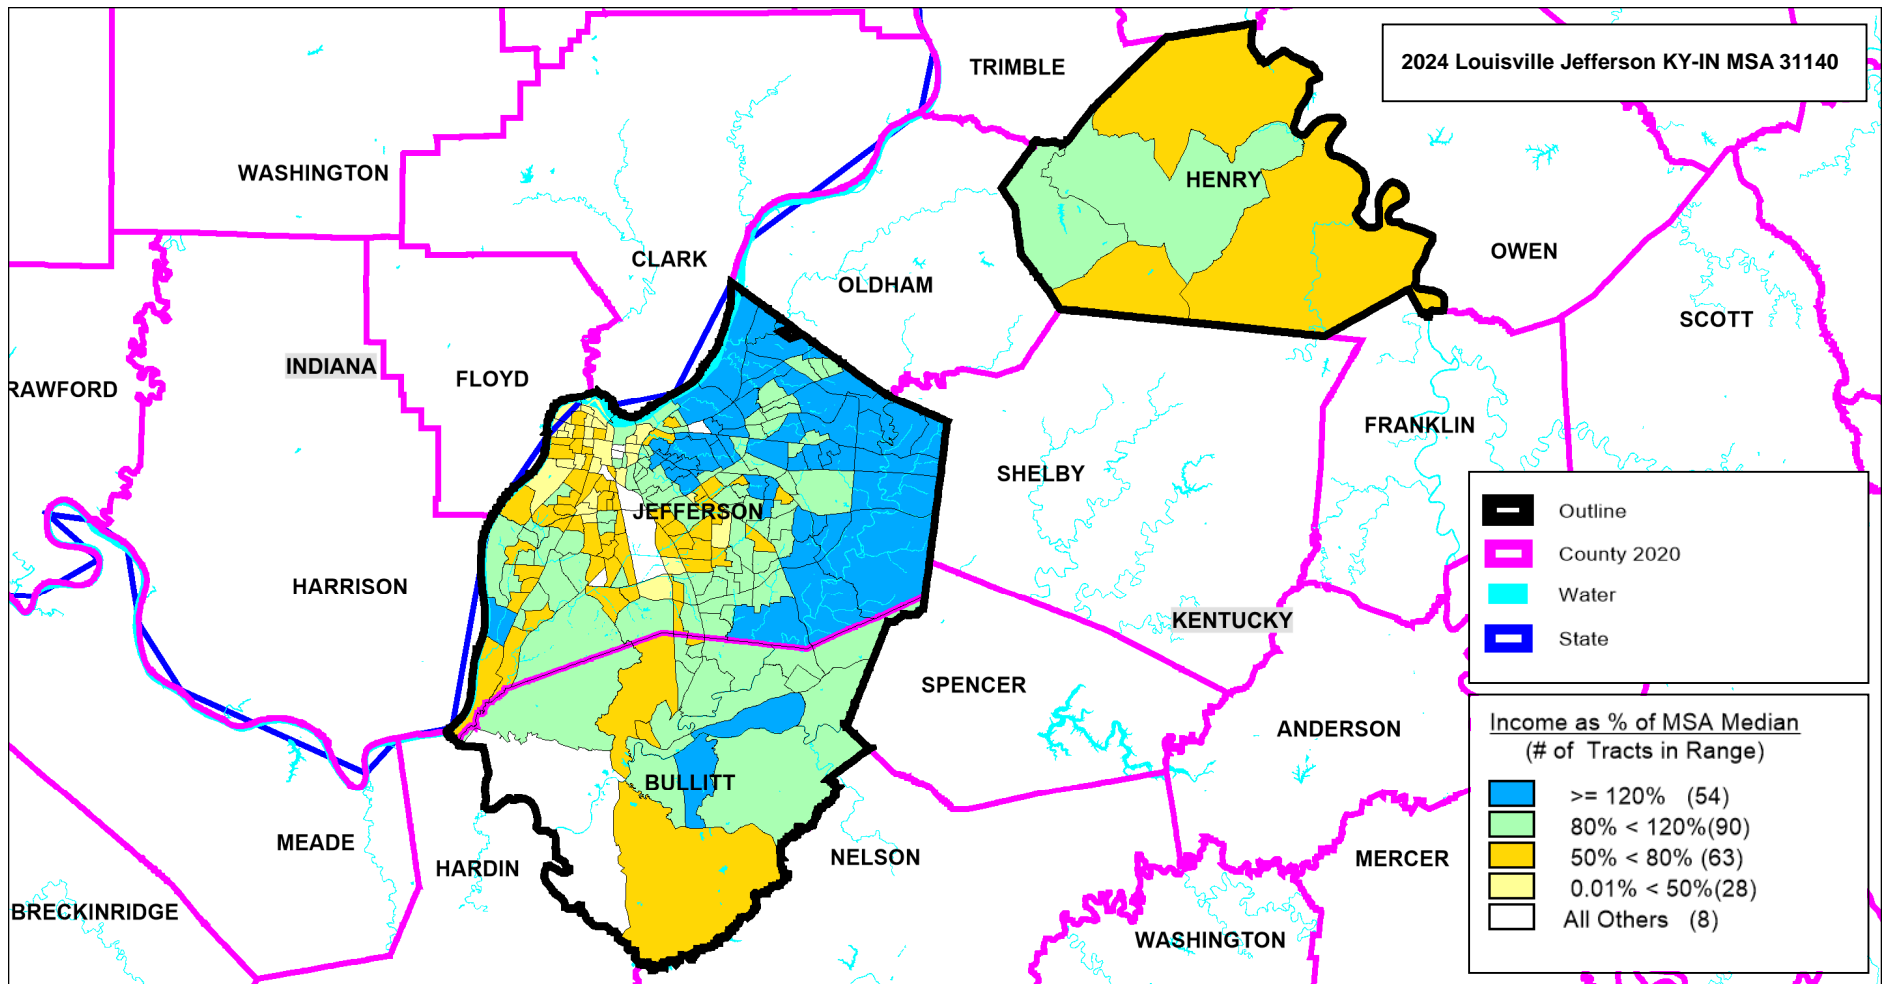 2024 Louisville Jefferson KY-IN MSA 31140
TRIMBLE
WASHINGTON
HENRY
CLARK
OLDHAM
OWEN
SCOTT
INDIANA
FLOYD
RAWFORD
FRANKLIN
SHELBY
JEFFERSON
HARRISON
KENTUCKY
SPENCER
ANDERSON
BULLITT
MEADE
HARDIN
NELSON
MERCER
BRECKINRIDGE
WASHINGTON
Outline
County 2020
Water
State
Income as % of MSA Median
(# of Tracts in Range)
>= 120% (54)
80% < 120%(90)
50% < 80% (63)
0.01% < 50%(28)
All Others (8)